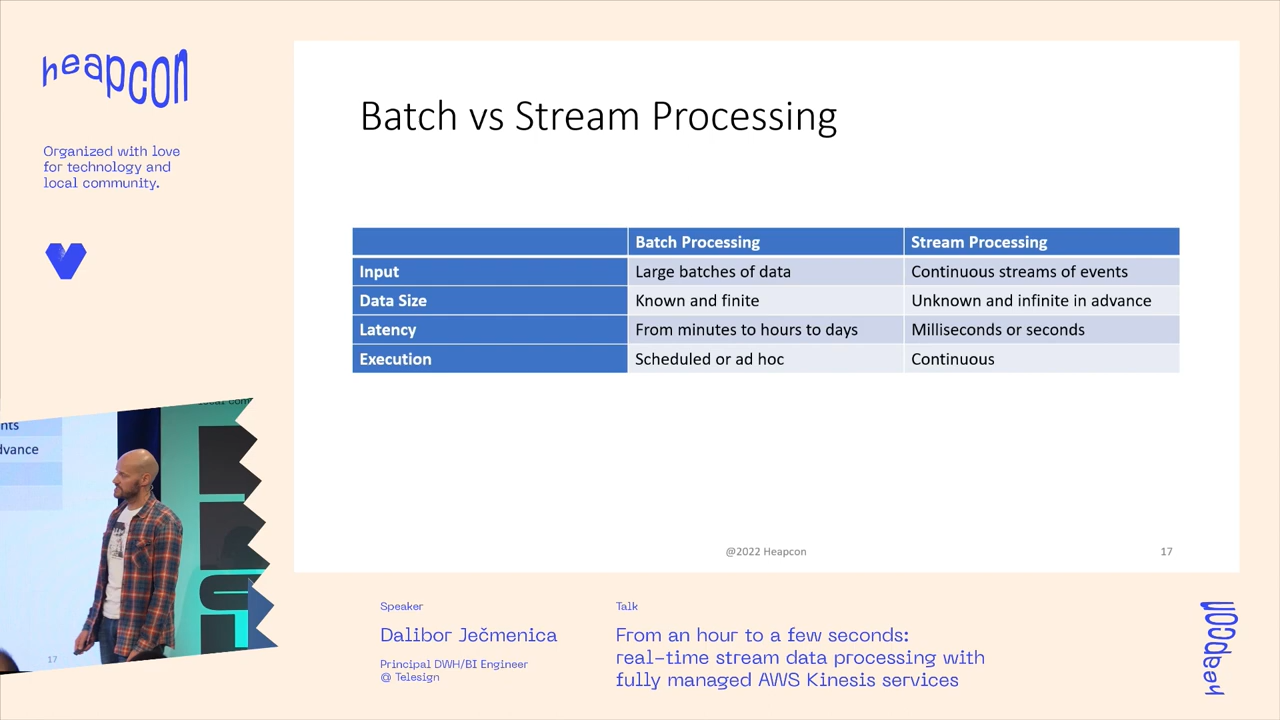 heapcon
Organized with love
for technology and
local community.
Batch vs Stream Processing
Batch Processing Stream Processing
Input Large batches of data Continuous streams of events
Data Size Known and finite Unknown and infinite in advance
Latency From minutes to hours to days Milliseconds or seconds
Execution Scheduled or ad hoc Continuous
@2022 Heapcon 17
nts
dvance
17
Speaker
Dalibor Ječmenica
Principal DWH/BI Engineer
@ Telesign
Talk
From an hour to a few seconds:
real-time stream data processing with
fully managed AWS Kinesis services
heapcon